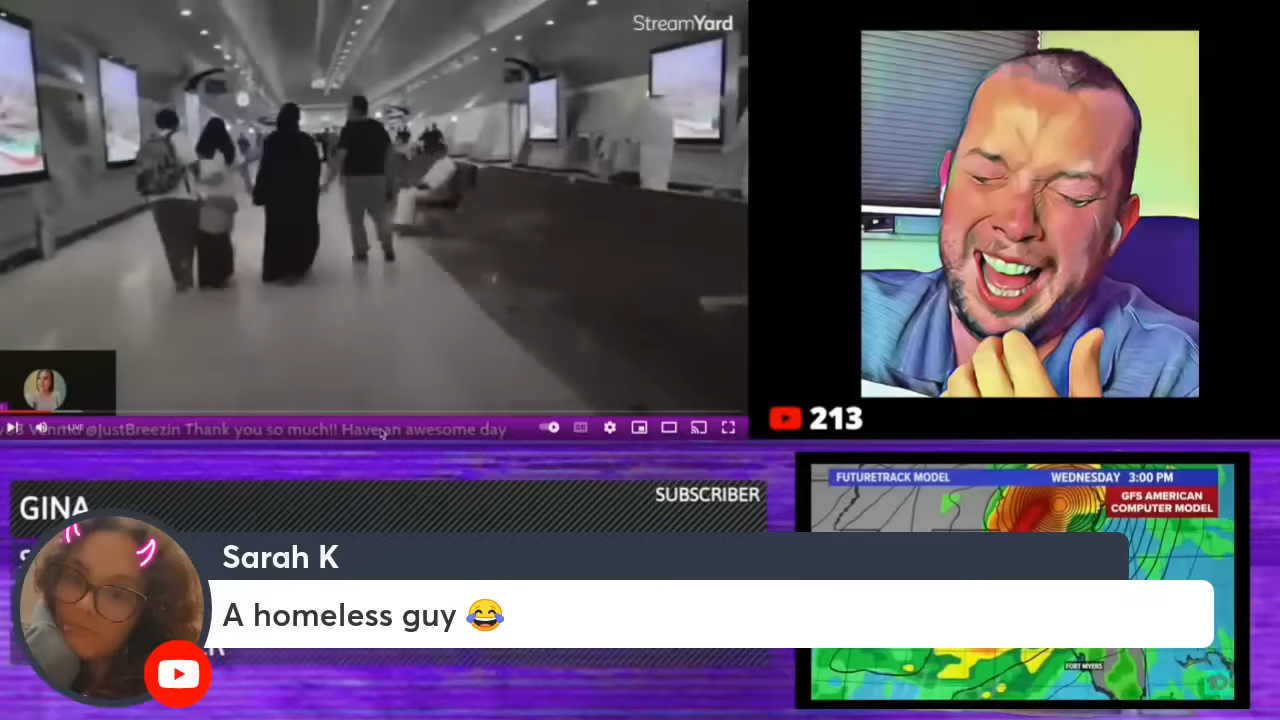 StreamYard
213
@JustBreezin Thank you so much!! Have an awesome day
GINA
SUBSCRIBER
FUTURETRACK MODEL
WEDNESDAY 3:00 PM
GFS AMERICAN
COMPUTER MODEL
Sarah K
A homeless guy 😂
FORT MYERS
10